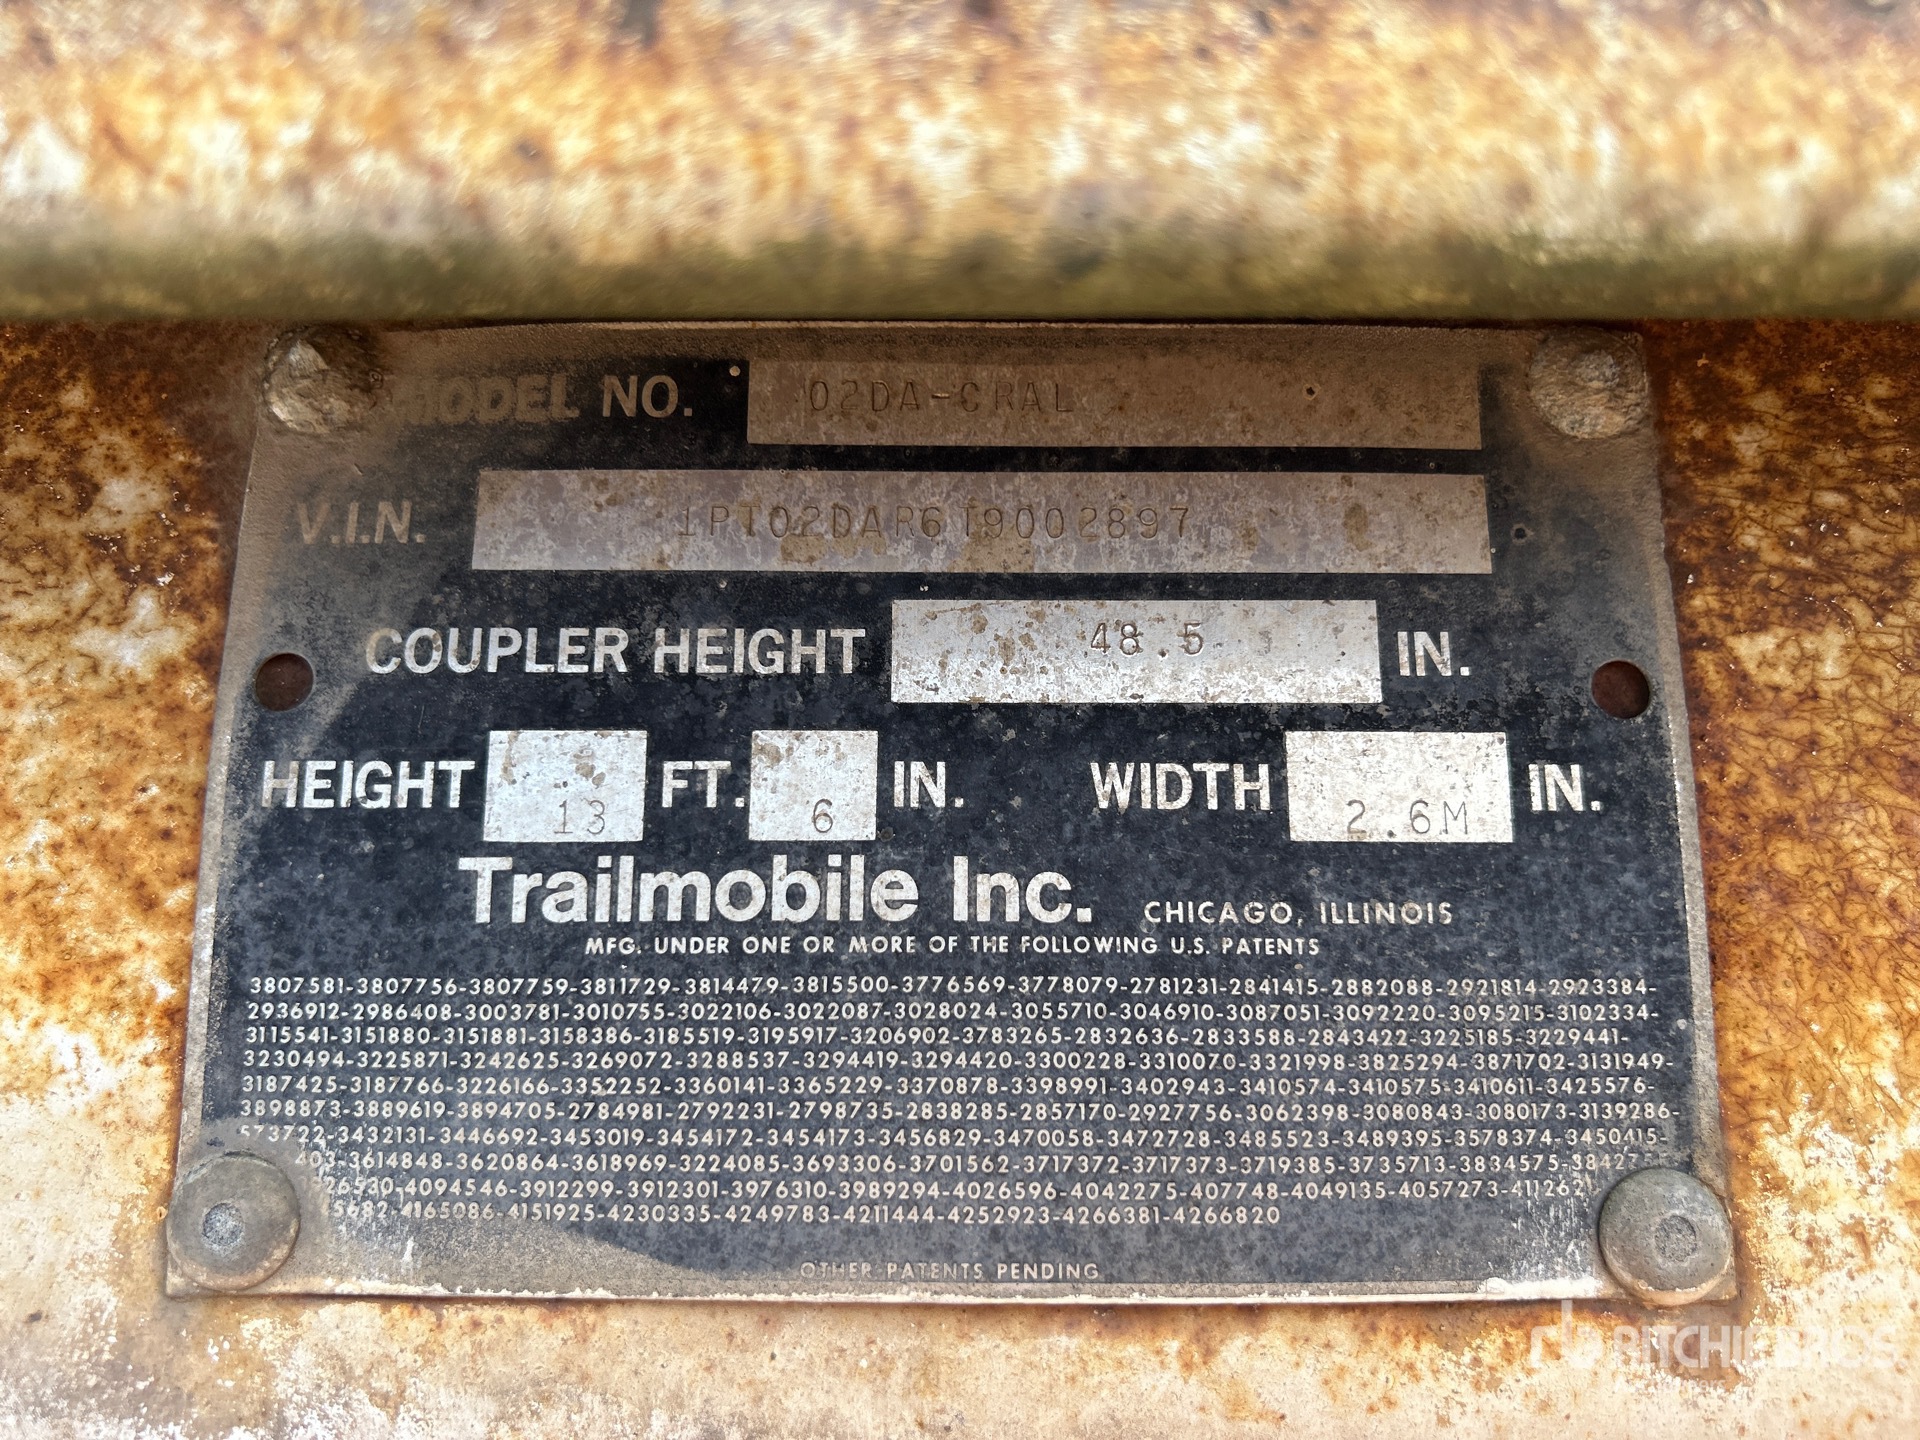 MODEL NO. 02DA-CRAL
V.I.N. 1PT02DAR6T9002897
COUPLER HEIGHT 48.5 IN.
HEIGHT 13 FT. 6 IN. WIDTH 2.6M IN.
Trailmobile Inc. CHICAGO, ILLINOIS
MFG. UNDER ONE OR MORE OF THE FOLLOWING U.S. PATENTS
3807581-3807756-3807759-3811729-3814479-3815500-3776569-3778079-2781231-2841415-2882088-2921814-2923384-
2936912-2986408-3003781-3010755-3022106-3022087-3028024-3055710-3046910-3087051-3092220-3095215-3102334-
3115541-3151880-3151881-3158386-3185519-3195917-3206902-3783265-2832636-2833588-2843422-3225185-3229441-
3230494-3225871-3242625-3269072-3288537-3294419-3294420-3300228-3310070-3321998-3825294-3871702-3131949-
3187425-3187766-3226166-3352252-3360141-3365229-3370878-3398991-3402943-3410574-3410575-3410611-3425576-
3898873-3889619-3894705-2784981-2792231-2798735-2838285-2857170-2927756-3062398-3080843-3080173-3139286-
573722-3432131-3446692-3453019-3454172-3454173-3456829-3470058-3472728-3485523-3489395-3578374-3450415-
403-3614848-3620864-3618969-3224085-3693306-3701562-3717372-3717373-3719385-3735713-3834575-
26530-4094546-3912299-3912301-3976310-3989294-4026596-4042275-407748-4049135-4057273-
5682-4165086-4151925-4230335-4249783-4211444-4252923-4266381-4266820
OTHER PATENTS PENDING
RITCHIE BROS.